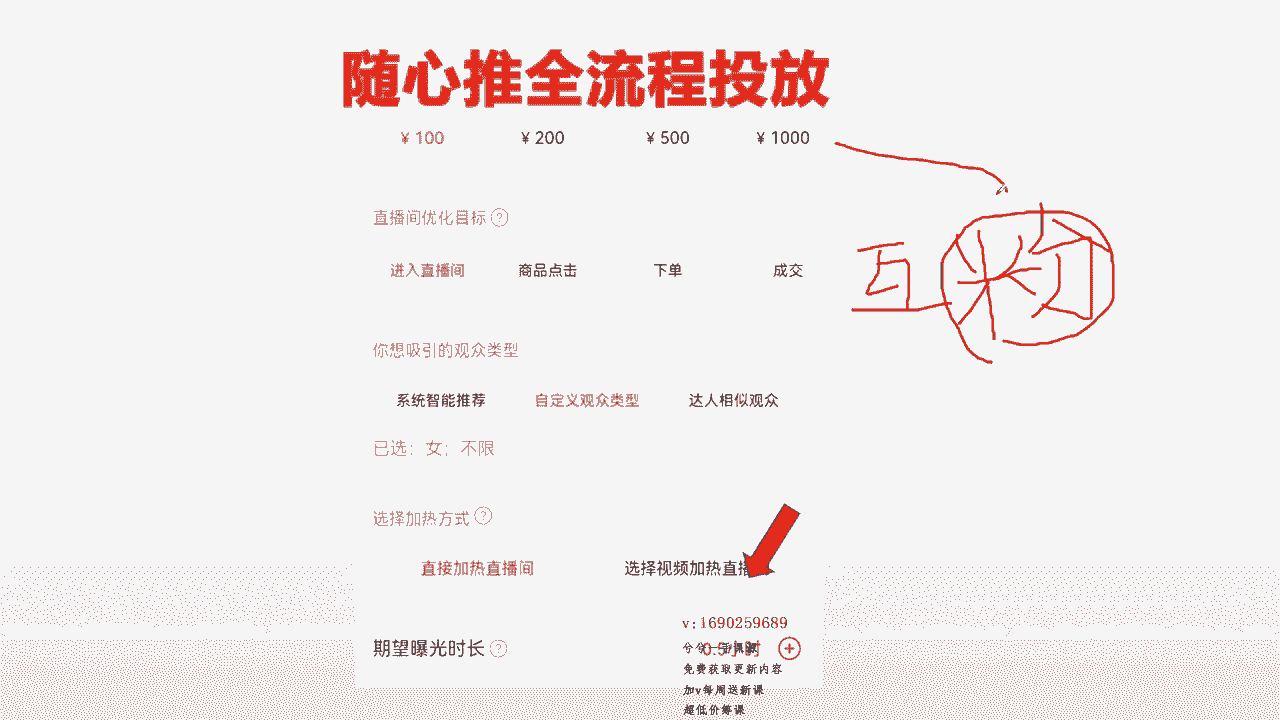 随心推全流程投放
¥ 100 ¥ 200 ¥ 500 ¥ 1000
直播间优化目标 ?
进入直播间 商品点击 下单 成交
互粉
你想吸引的观众类型
系统智能推荐 自定义观众类型 达人相似观众
已选：女；不限
选择加热方式 ?
直接加热直播间 选择视频加热直播
v:1690259689
期望曝光时长 ? 0.5小时
免费获取更新内容
加v每周送新课
超低价筹课